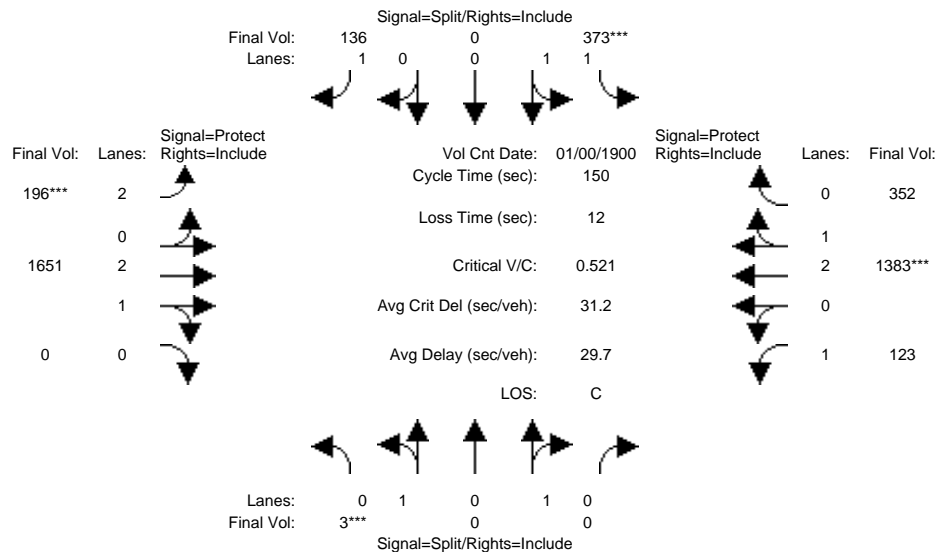 Signal=Split/Rights=Include
Final Vol: 136 0 373***
Lanes: 1 0 0 1 1
Signal=Protect
Final Vol: Lanes: Rights=Include
Vol Cnt Date: 01/00/1900
Signal=Protect
Rights=Include Lanes: Final Vol:
Cycle Time (sec): 150
196*** 2
0 352
Loss Time (sec): 12
0
1
1651 2
Critical V/C: 0.521
2 1383***
1
Avg Crit Del (sec/veh): 31.2
0
0 0
Avg Delay (sec/veh): 29.7
1 123
LOS: C
Lanes: 0 1 0 1 0
Final Vol: 3*** 0 0
Signal=Split/Rights=Include